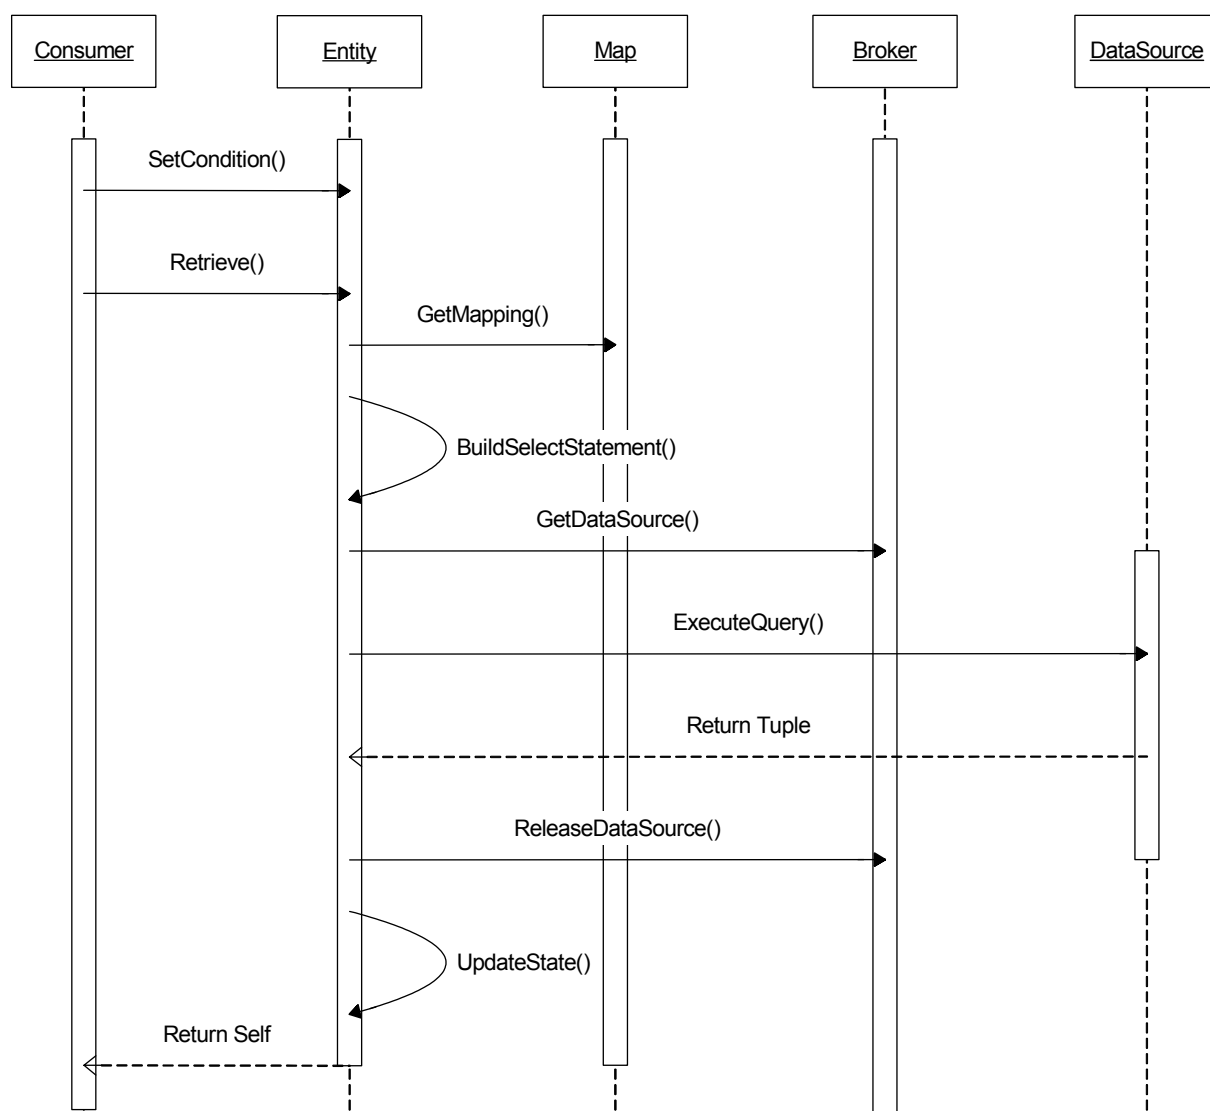 Consumer
Entity
Map
Broker
DataSource
SetCondition()
Retrieve()
GetMapping()
BuildSelectStatement()
GetDataSource()
ExecuteQuery()
Return Tuple
ReleaseDataSource()
UpdateState()
Return Self